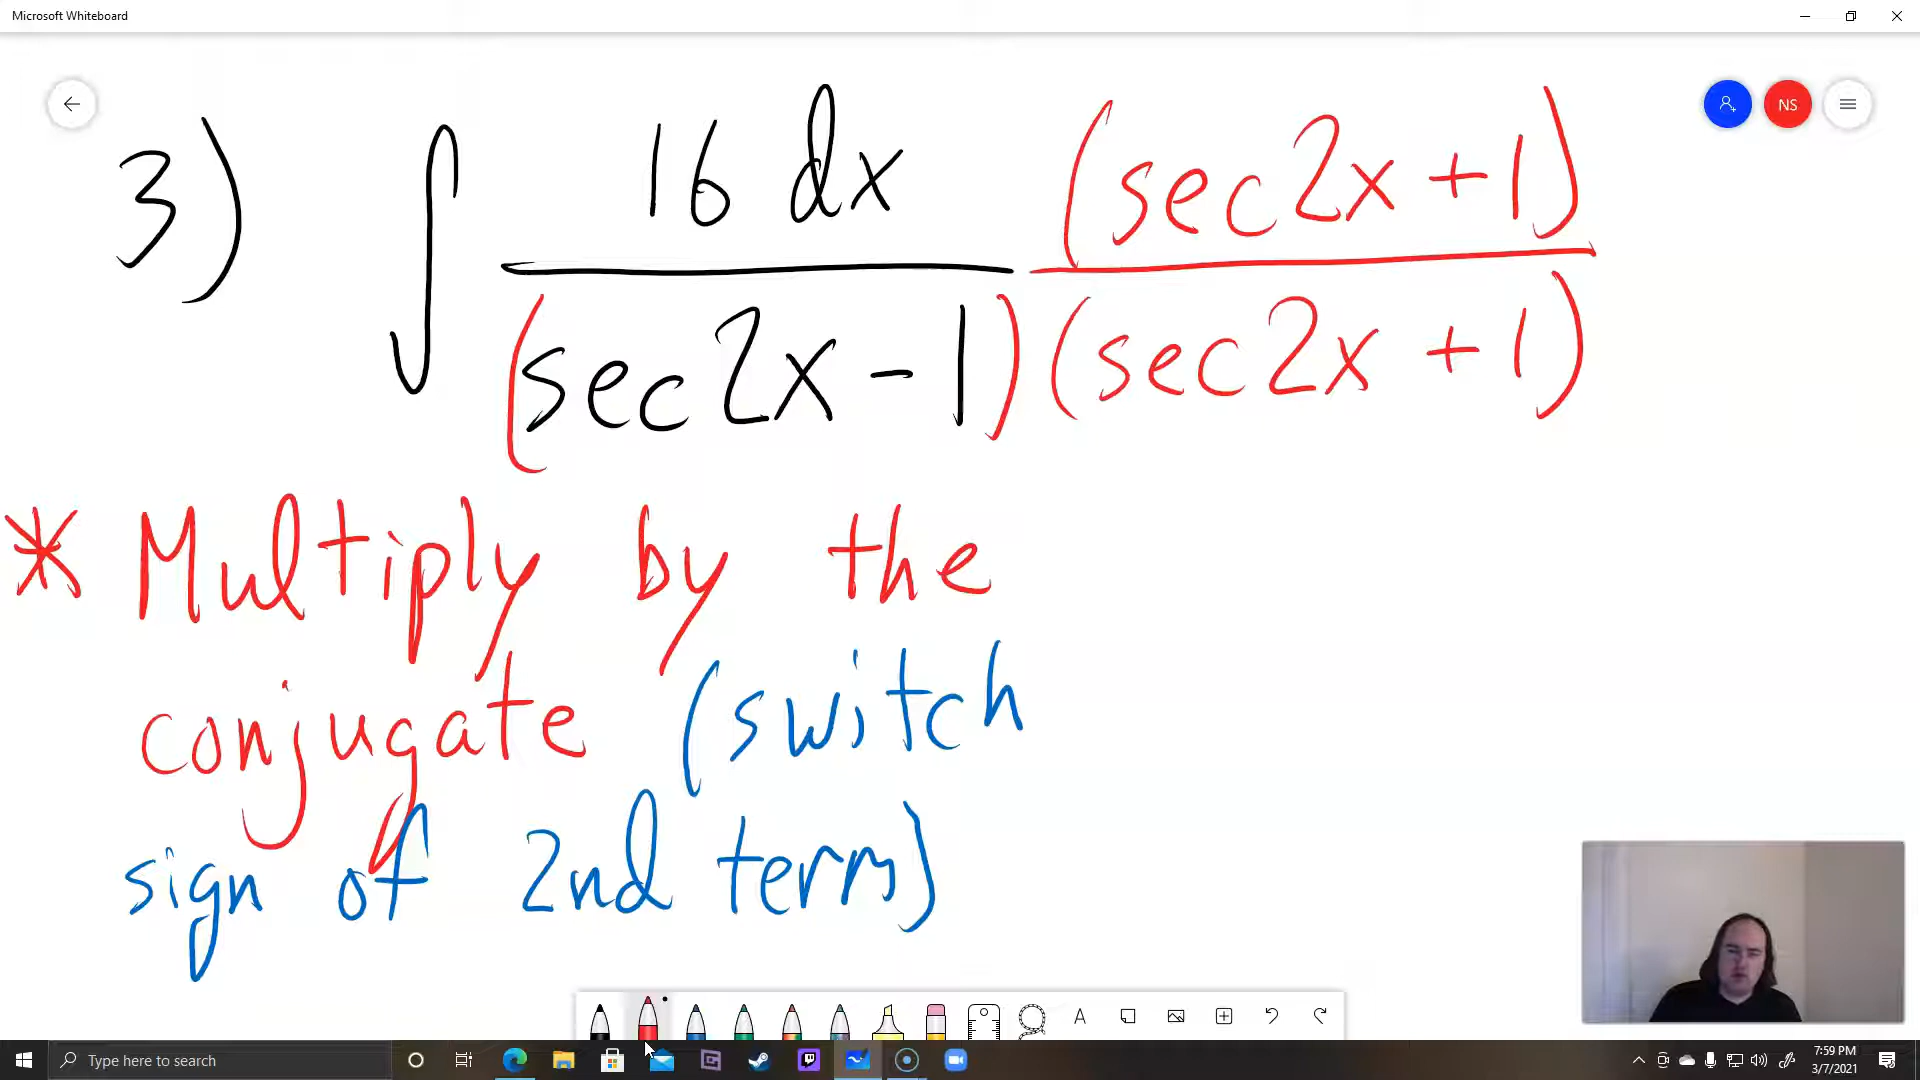 Microsoft Whiteboard
NS
3) ∫ 16 dx (sec2x + 1)
(sec2x - 1) (sec2x + 1)
* Multiply by the
conjugate (switch
sign of 2nd term)
A
Type here to search
7:59 PM
3/7/2021